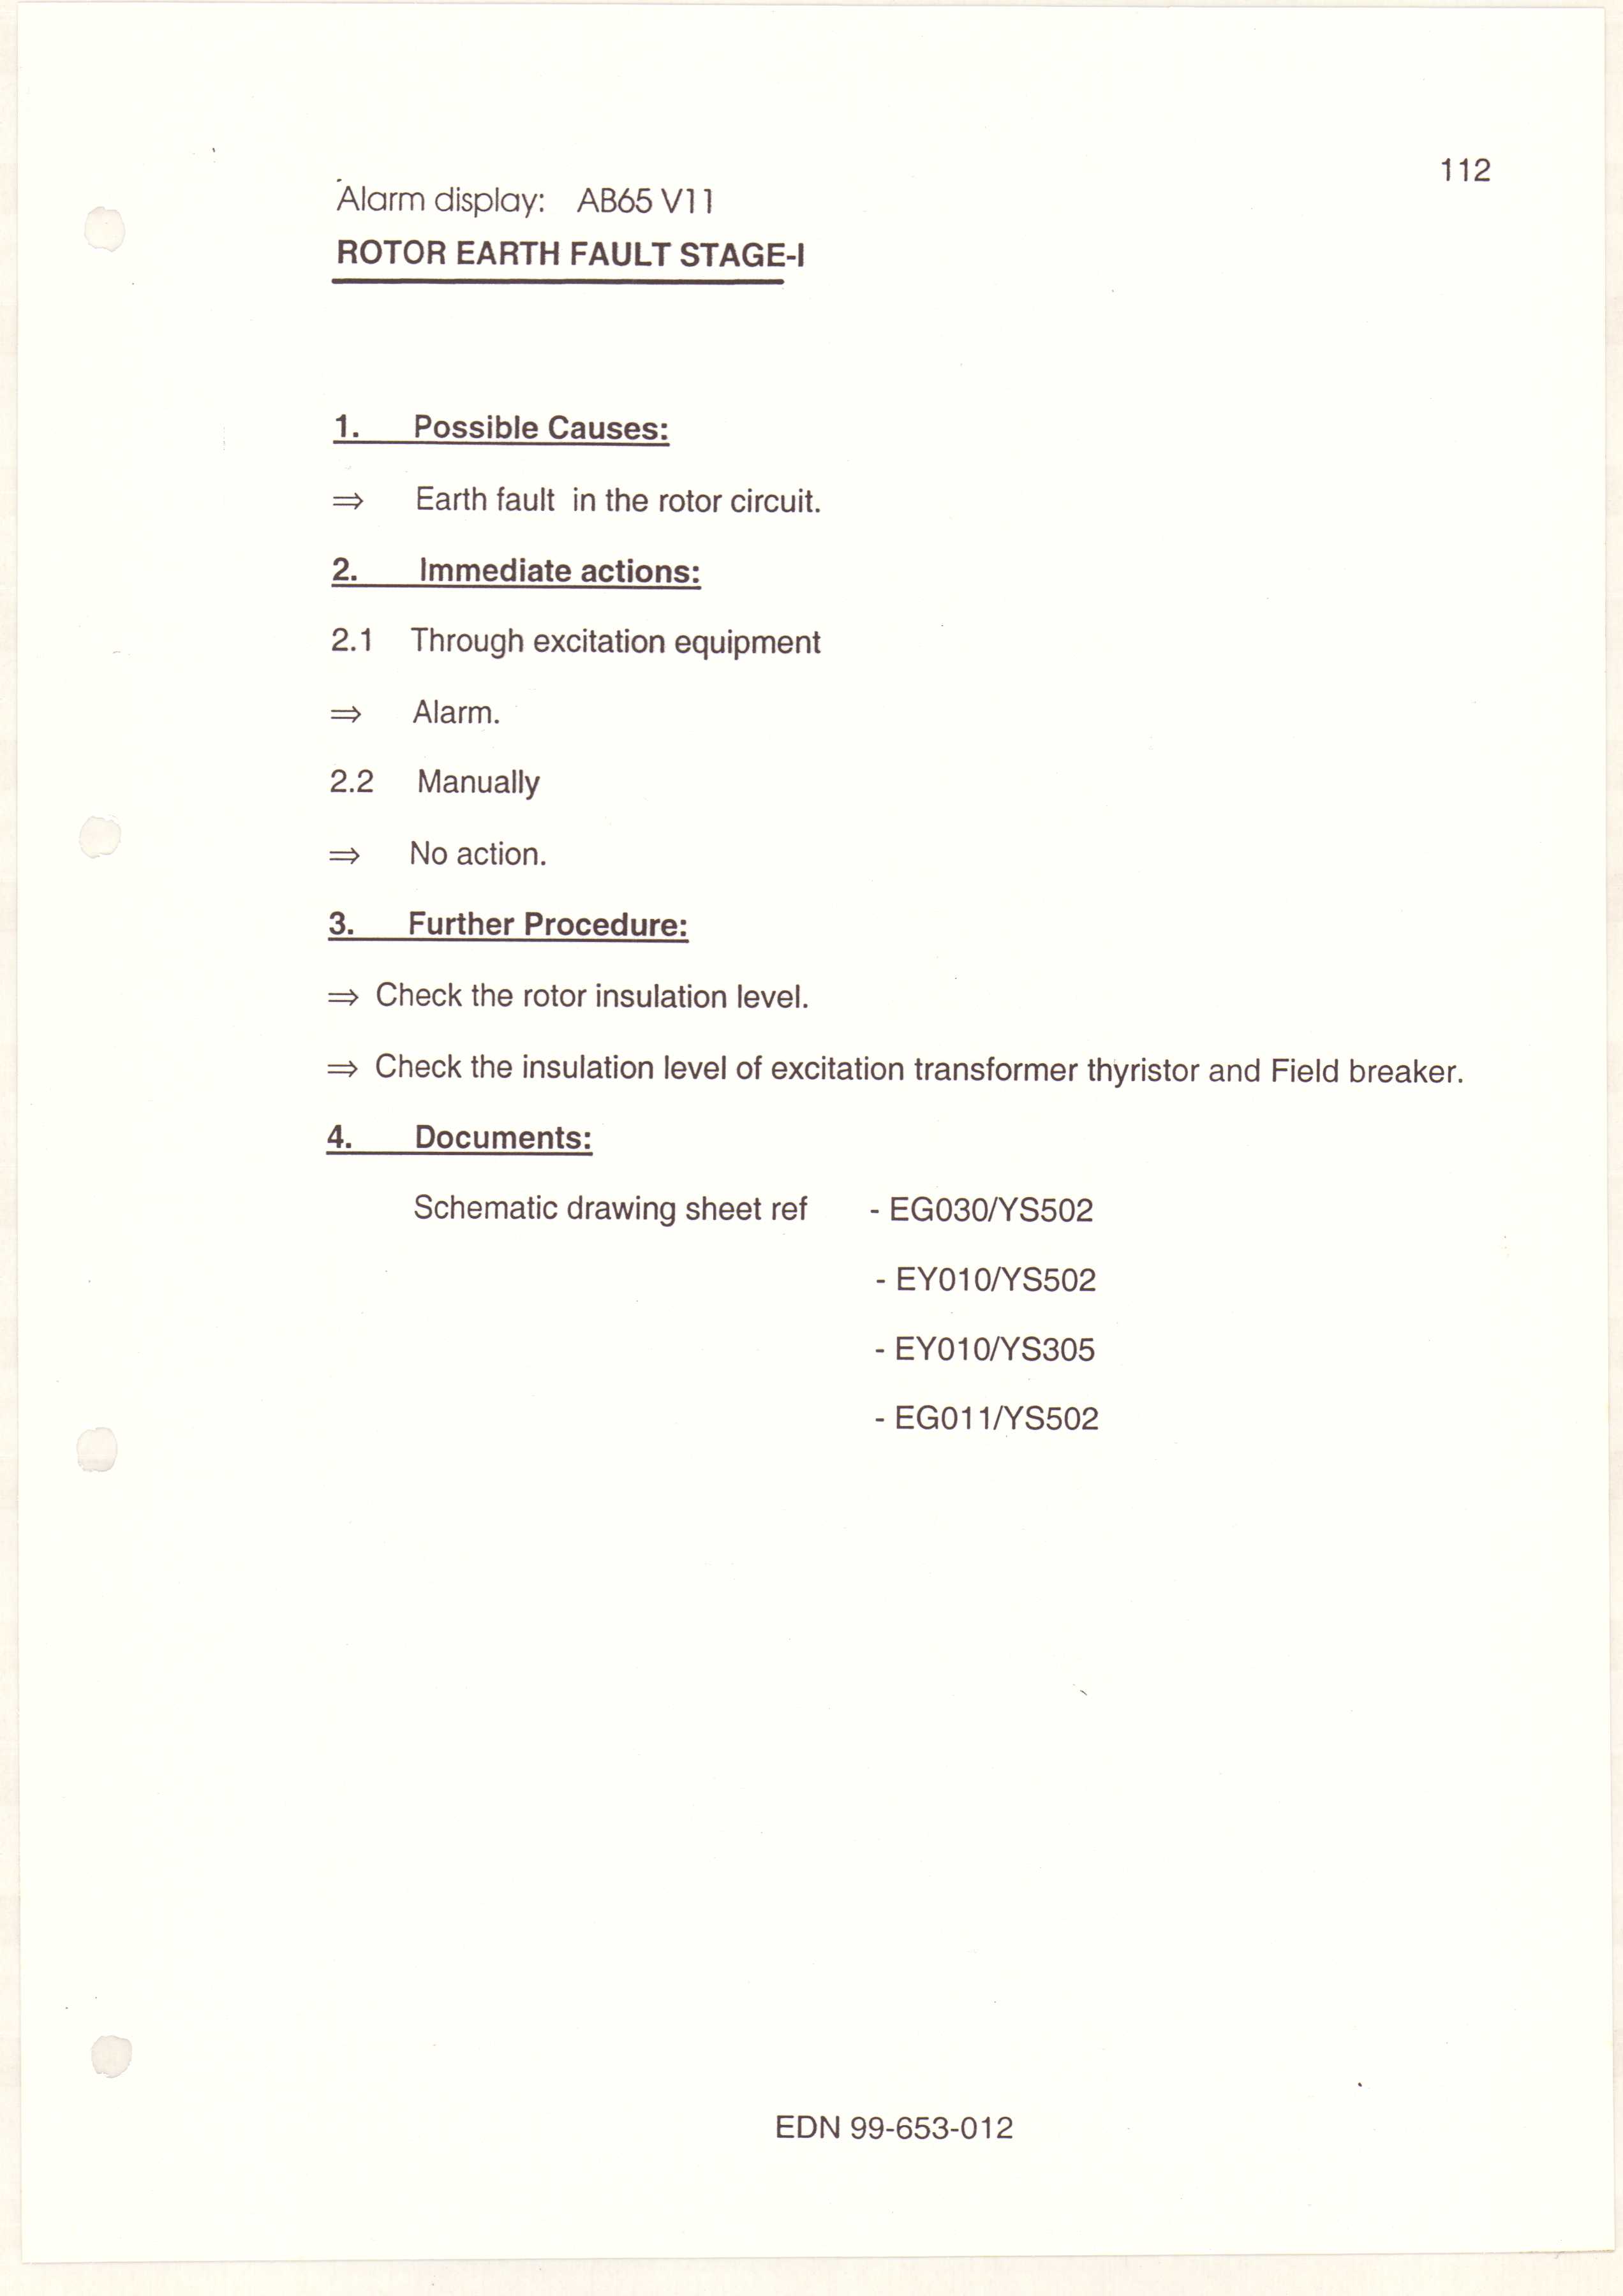 112
Alarm display: AB65 V11
ROTOR EARTH FAULT STAGE-I
1. Possible Causes:
⇒ Earth fault in the rotor circuit.
2. Immediate actions:
2.1 Through excitation equipment
⇒ Alarm.
2.2 Manually
⇒ No action.
3. Further Procedure:
⇒ Check the rotor insulation level.
⇒ Check the insulation level of excitation transformer thyristor and Field breaker.
4. Documents:
Schematic drawing sheet ref - EG030/YS502
- EY010/YS502
- EY010/YS305
- EG011/YS502
EDN 99-653-012